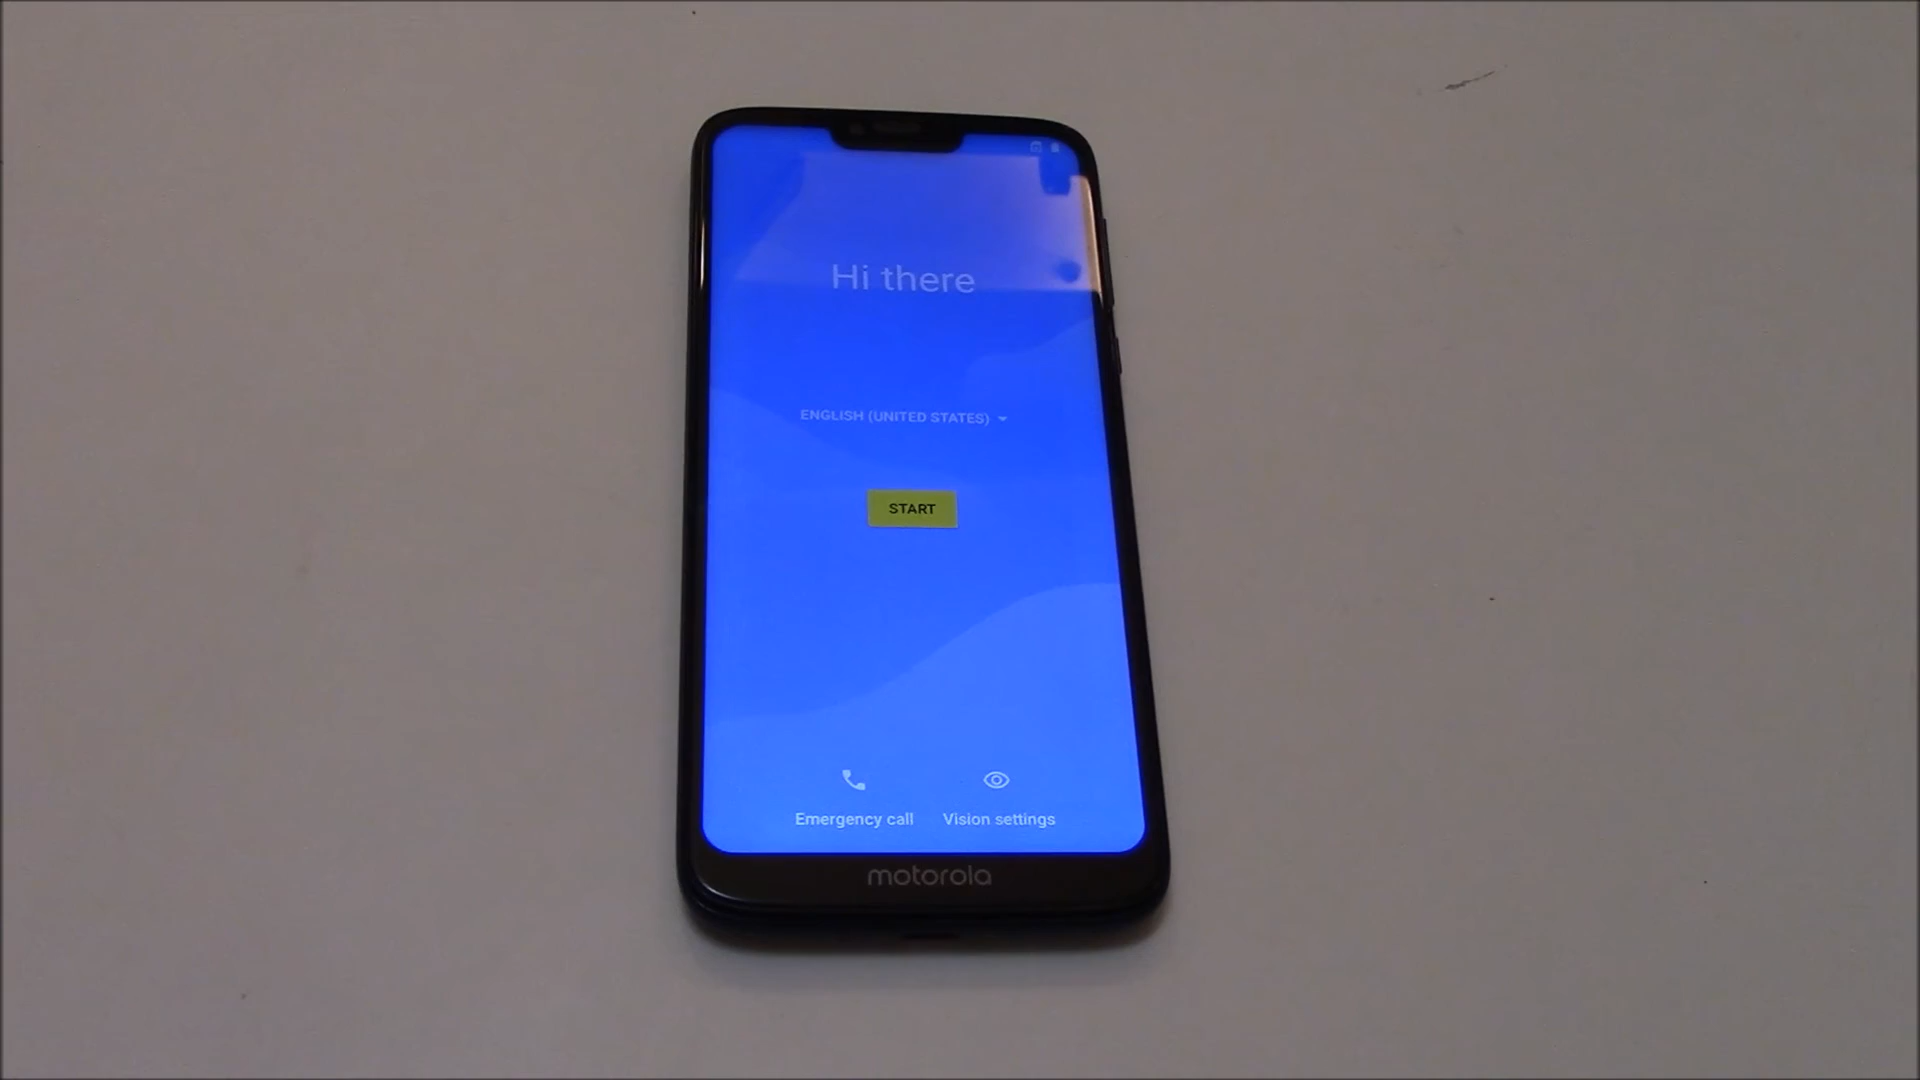 Hi there
ENGLISH (UNITED STATES)
START
Emergency call
Vision settings
motorola